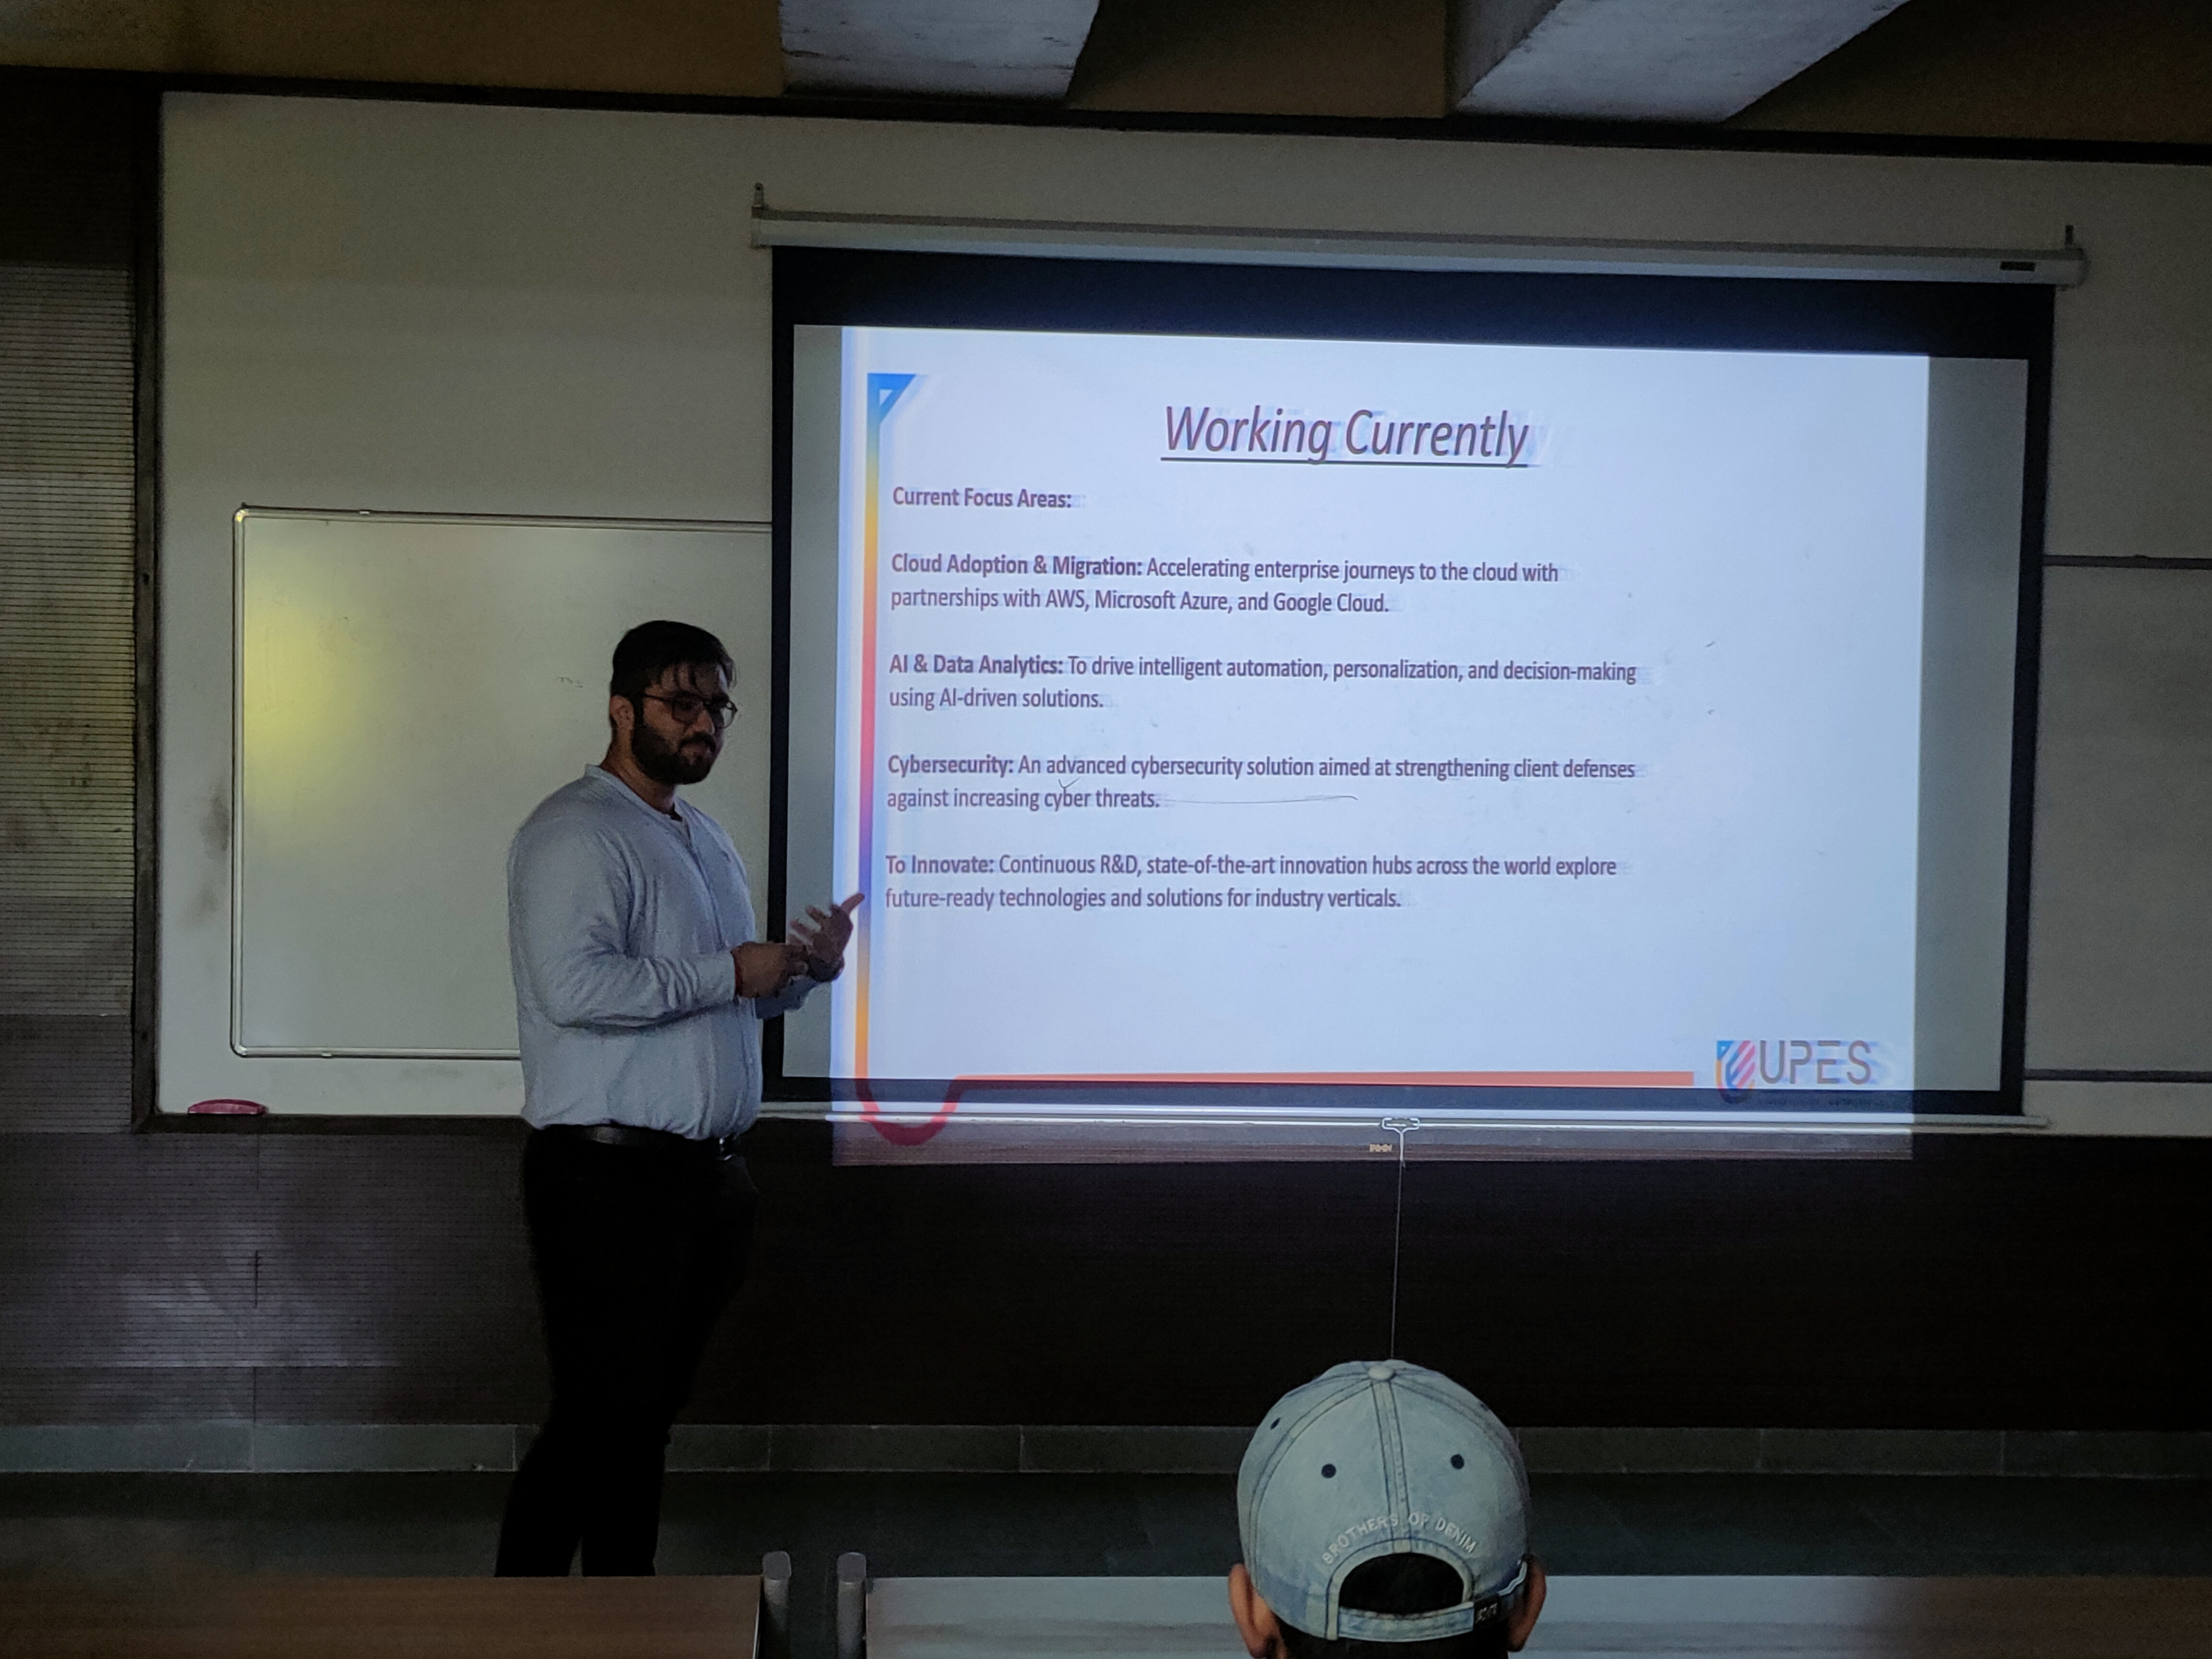 Working Currently
Current Focus Areas:
Cloud Adoption & Migration: Accelerating enterprise journeys to the cloud with
partnerships with AWS, Microsoft Azure, and Google Cloud.
AI & Data Analytics: To drive intelligent automation, personalization, and decision-making
using AI-driven solutions.
Cybersecurity: An advanced cybersecurity solution aimed at strengthening client defenses
against increasing cyber threats.
To Innovate: Continuous R&D, state-of-the-art innovation hubs across the world explore
future-ready technologies and solutions for industry verticals.
UPES
BROTHERS OF DENIM